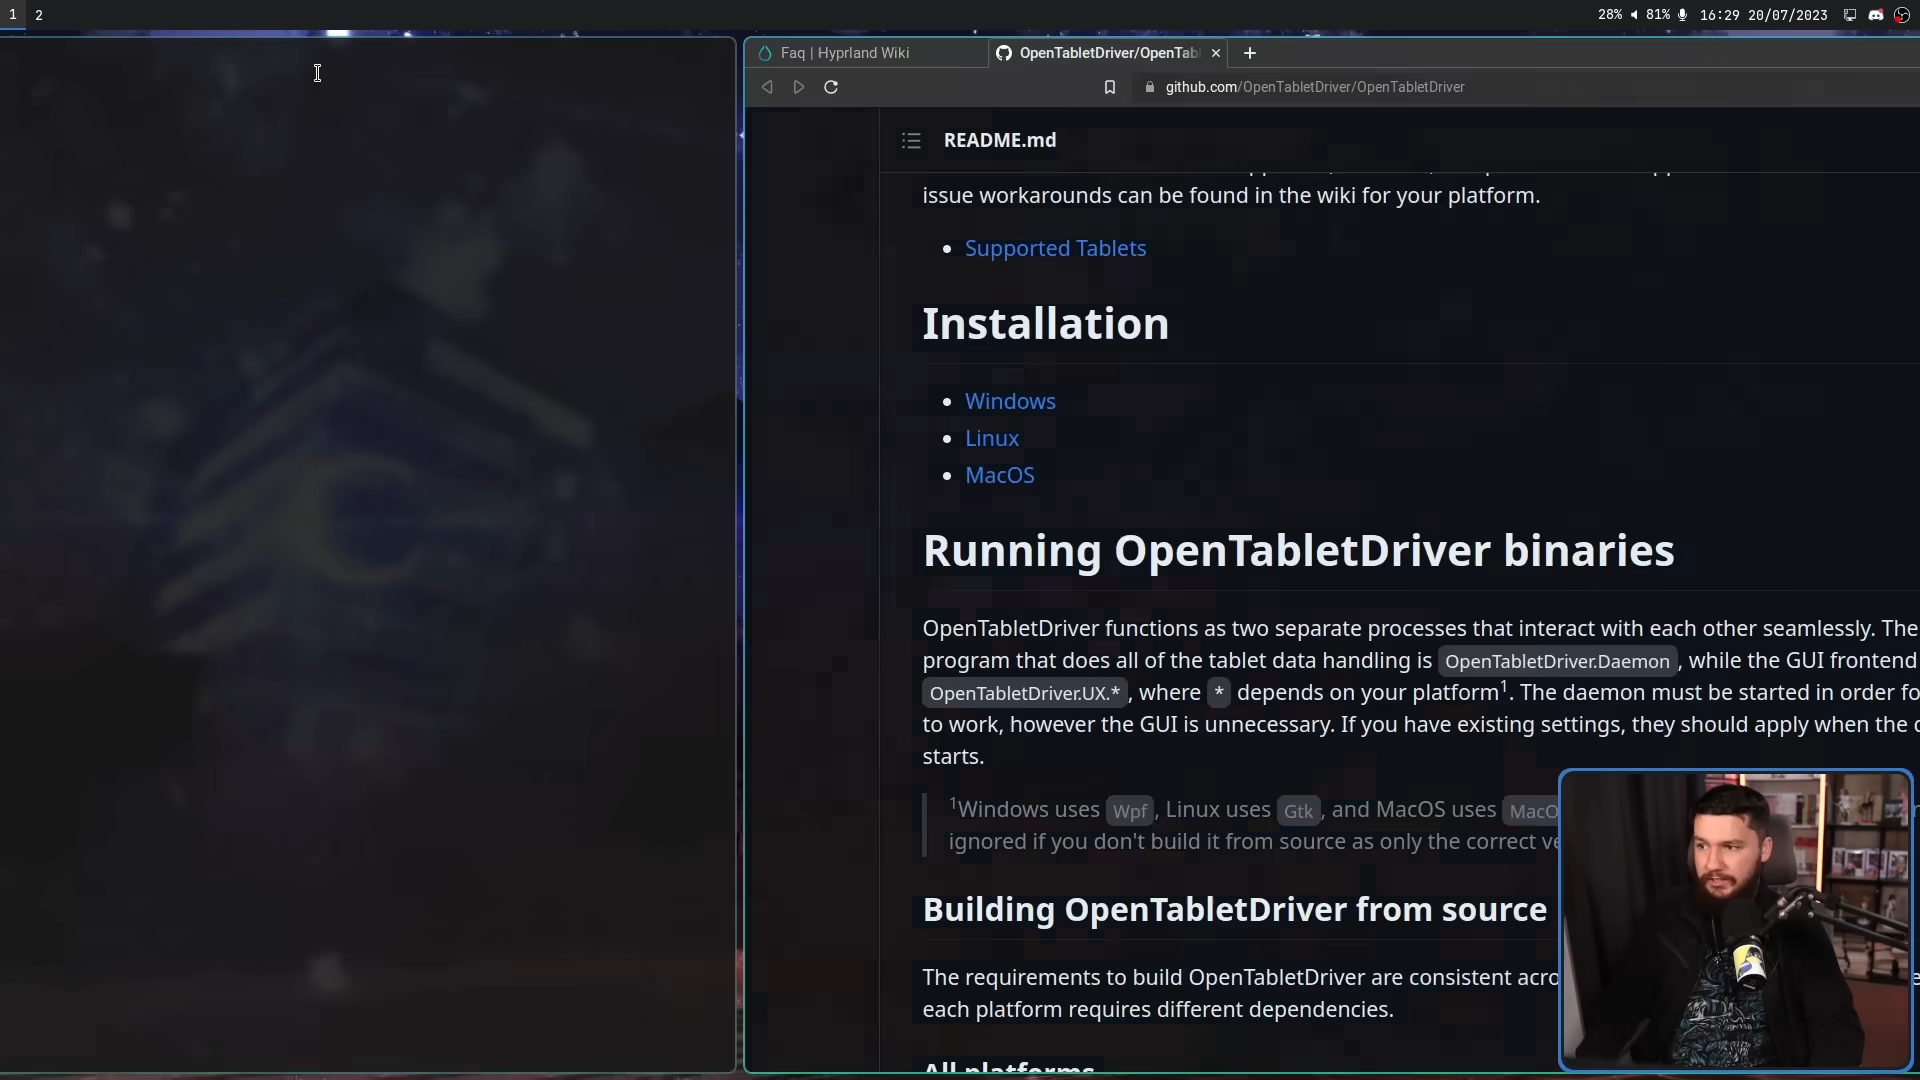 1 2
28% 81% 16:29 20/07/2023
Faq | Hyprland Wiki OpenTabletDriver/OpenTab
github.com/OpenTabletDriver/OpenTabletDriver
README.md
issue workarounds can be found in the wiki for your platform.
• Supported Tablets
Installation
• Windows
• Linux
• MacOS
Running OpenTabletDriver binaries
OpenTabletDriver functions as two separate processes that interact with each other seamlessly. The
program that does all of the tablet data handling is OpenTabletDriver.Daemon, while the GUI frontend
OpenTabletDriver.UX.*, where * depends on your platform1. The daemon must be started in order fo
to work, however the GUI is unnecessary. If you have existing settings, they should apply when the
starts.
1Windows uses Wpf, Linux uses Gtk, and MacOS uses MacO
ignored if you don't build it from source as only the correct ve
Building OpenTabletDriver from source
The requirements to build OpenTabletDriver are consistent acro
each platform requires different dependencies.
All platforms